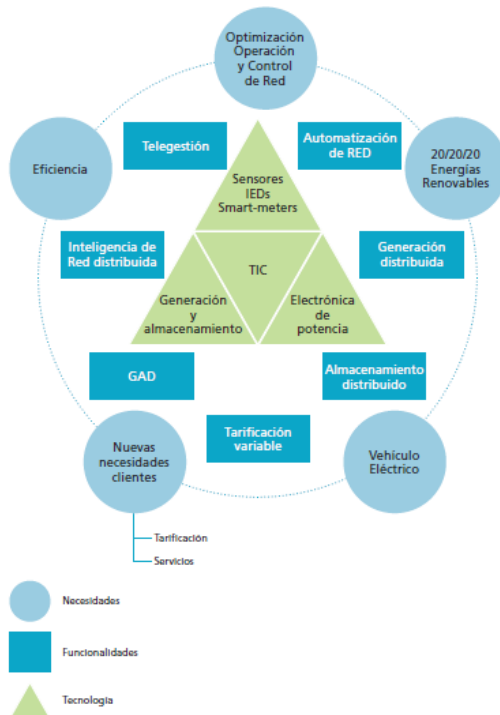 Optimización
Operación
y Control
de Red
Telegestión
Automatización
de RED
Eficiencia
20/20/20
Energías
Renovables
Sensores
IEDs
Smart-meters
Inteligencia de
Red distribuida
TIC
Generación
distribuida
Generación
y
almacenamiento
Electrónica
de
potencia
GAD
Almacenamiento
distribuido
Tarificación
variable
Nuevas
necesidades
clientes
Vehículo
Eléctrico
Tarificación
Servicios
Necesidades
Funcionalidades
Tecnología